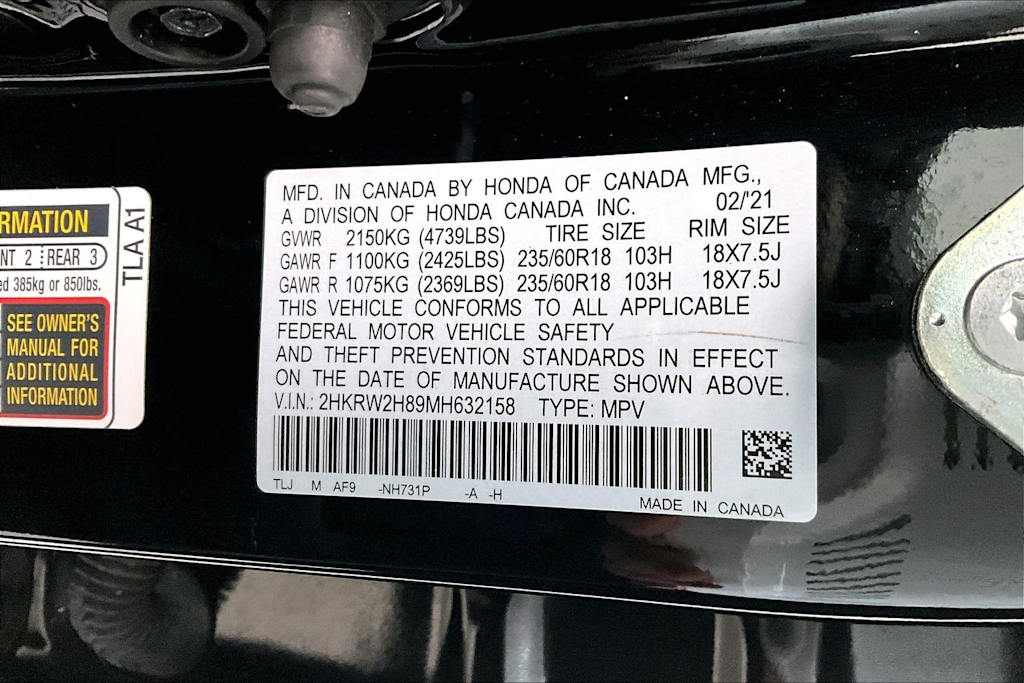 RMATION
NT 2 REAR 3
ed 385kg or 850lbs.
SEE OWNER'S
MANUAL FOR
ADDITIONAL
INFORMATION
TLA A1
MFD. IN CANADA BY HONDA OF CANADA MFG.,
A DIVISION OF HONDA CANADA INC. 02/'21
GVWR 2150KG (4739LBS) TIRE SIZE RIM SIZE
GAWR F 1100KG (2425LBS) 235/60R18 103H 18X7.5J
GAWR R 1075KG (2369LBS) 235/60R18 103H 18X7.5J
THIS VEHICLE CONFORMS TO ALL APPLICABLE
FEDERAL MOTOR VEHICLE SAFETY
AND THEFT PREVENTION STANDARDS IN EFFECT
ON THE DATE OF MANUFACTURE SHOWN ABOVE.
V.I.N.: 2HKRW2H89MH632158 TYPE: MPV
TLJ M AF9 -NH731P -A -H
MADE IN CANADA